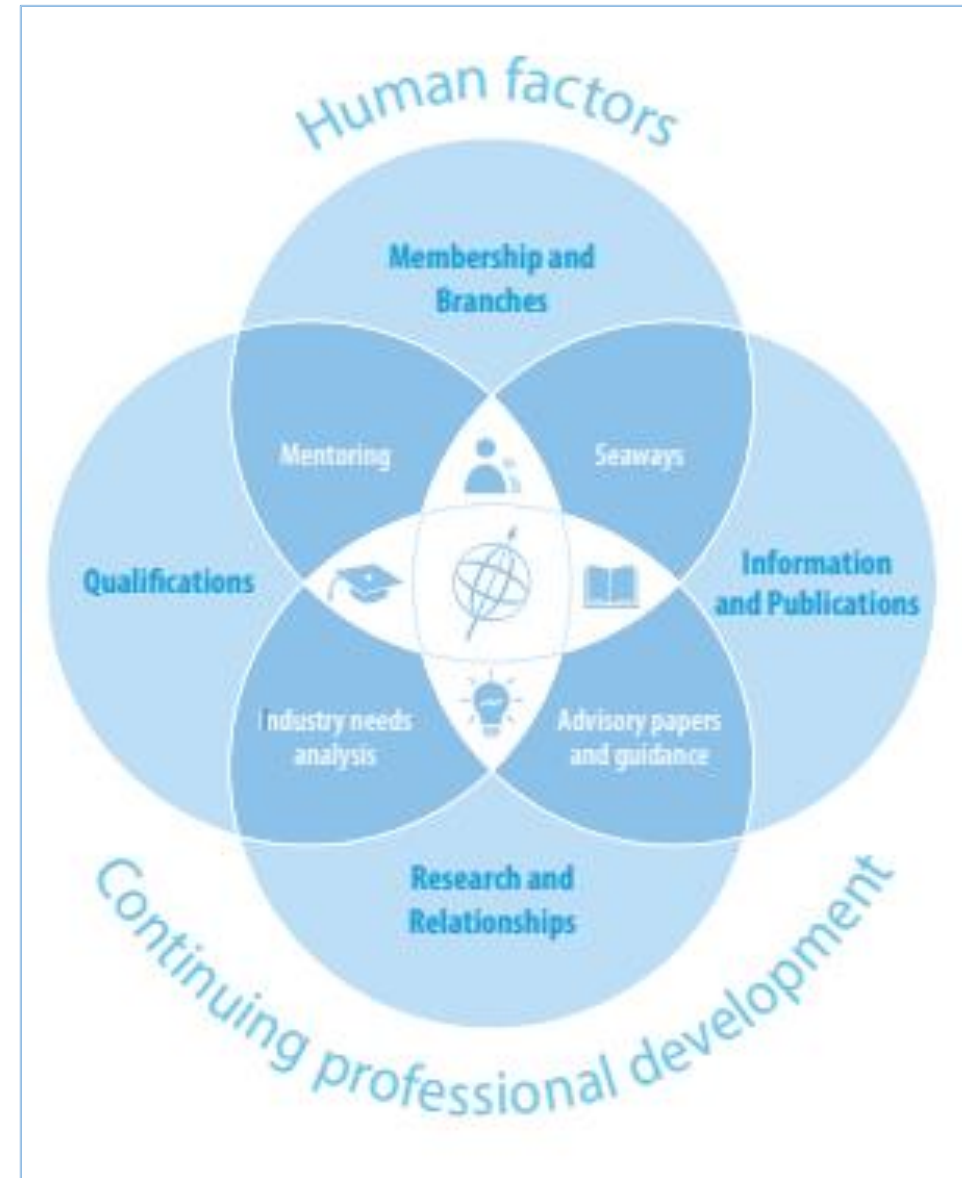 Human factors
Membership and
Branches
Mentoring
Seaways
Qualifications
Information
and Publications
Industry needs
analysis
Advisory papers
and guidance
Research and
Relationships
Continuing professional development